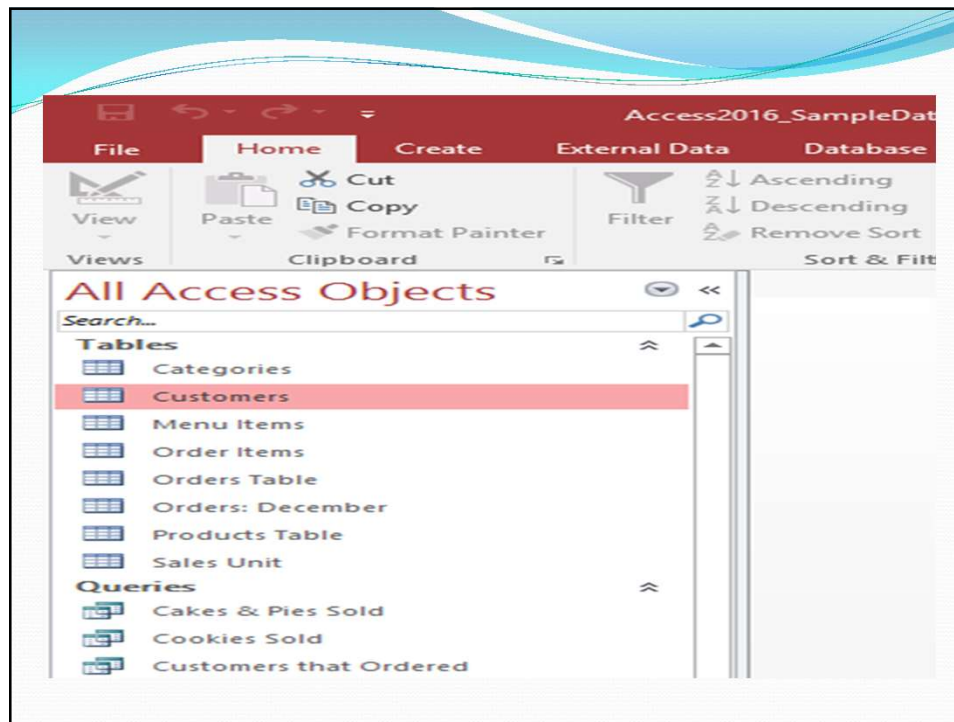 Access2016_SampleDat
File Home Create External Data Database
View Paste Cut Copy Format Painter Filter Ascending Descending Remove Sort
Views Clipboard Sort & Filt
All Access Objects
Search...
Tables
Categories
Customers
Menu Items
Order Items
Orders Table
Orders: December
Products Table
Sales Unit
Queries
Cakes & Pies Sold
Cookies Sold
Customers that Ordered